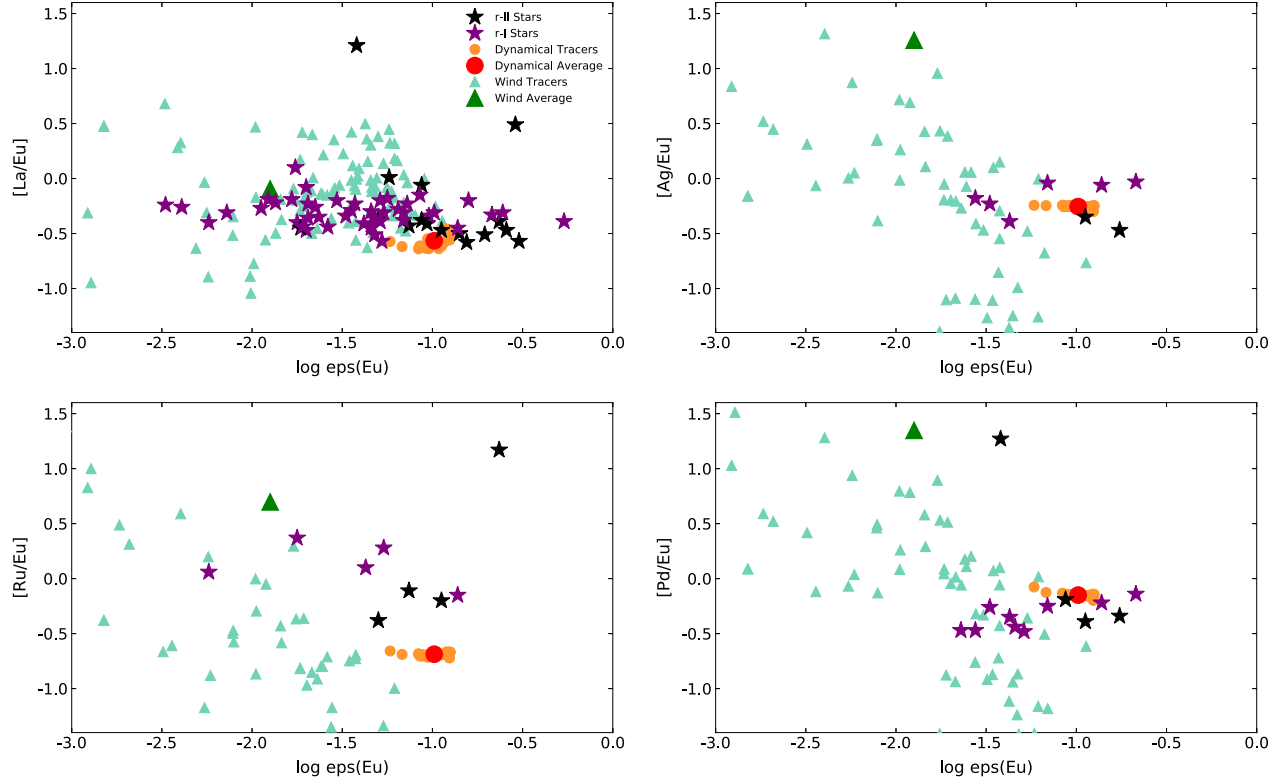 1.5
1.0
0.5
0.0
-0.5
-1.0
[La/Eu]
r-II Stars
r-I Stars
Dynamical Tracers
Dynamical Average
Wind Tracers
Wind Average
-3.0 -2.5 -2.0 -1.5 -1.0 -0.5 0.0
log eps(Eu)
1.5
1.0
0.5
0.0
-0.5
-1.0
[Ag/Eu]
-3.0 -2.5 -2.0 -1.5 -1.0 -0.5 0.0
log eps(Eu)
1.5
1.0
0.5
0.0
-0.5
-1.0
[Ru/Eu]
-3.0 -2.5 -2.0 -1.5 -1.0 -0.5 0.0
log eps(Eu)
1.5
1.0
0.5
0.0
-0.5
-1.0
[Pd/Eu]
-3.0 -2.5 -2.0 -1.5 -1.0 -0.5 0.0
log eps(Eu)